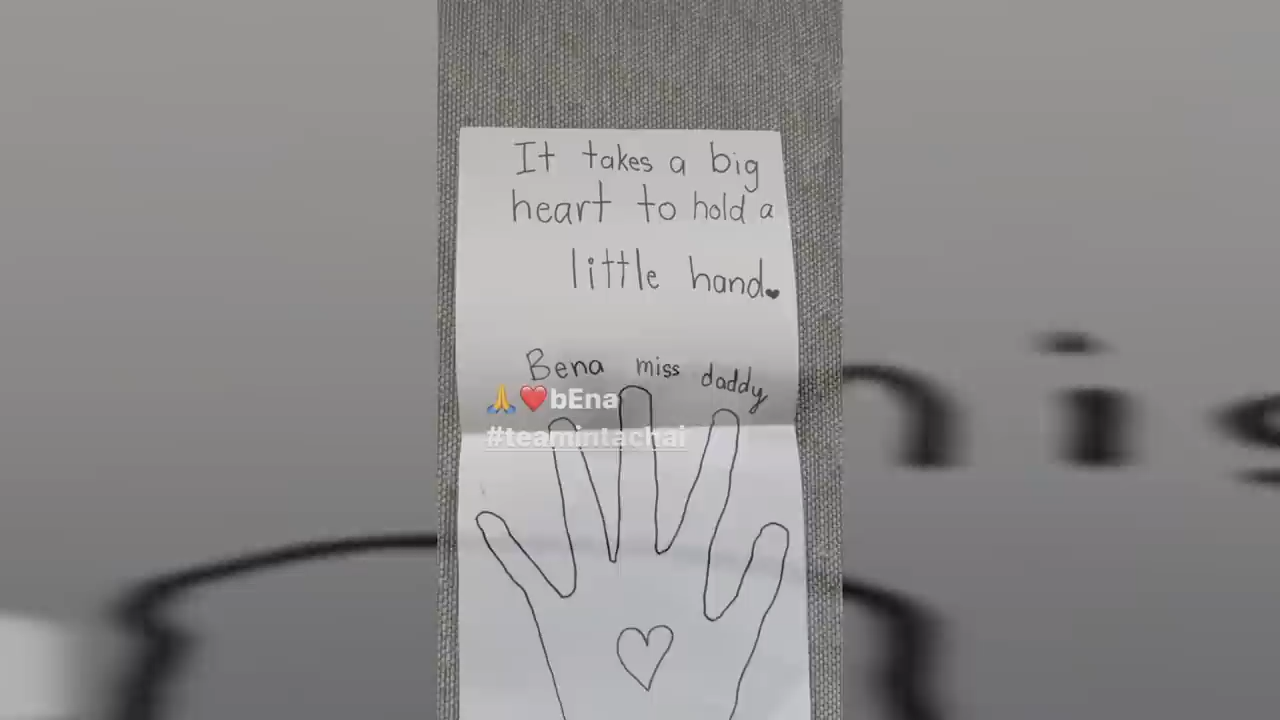 It takes a big
heart to hold a
little hand.
Bena miss daddy
🙏❤️bEna
#teamintachai